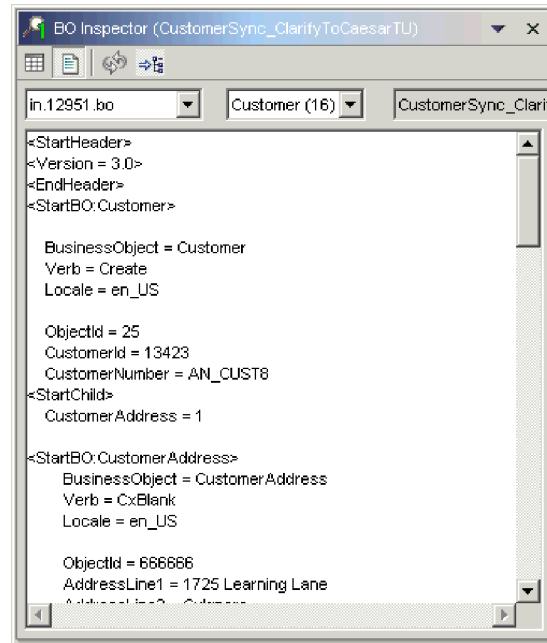 BO Inspector (CustomerSync_ClarifyToCaesarTU)
in.12951.bo Customer (16) CustomerSync_Clari
<StartHeader>
<Version = 3.0>
<EndHeader>
<StartBO:Customer>
BusinessObject = Customer
Verb = Create
Locale = en_US
ObjectId = 25
CustomerId = 13423
CustomerNumber = AN_CUST8
<StartChild>
CustomerAddress = 1
<StartBO:CustomerAddress>
BusinessObject = CustomerAddress
Verb = CxBlank
Locale = en_US
ObjectId = 666666
AddressLine1 = 1725 Learning Lane